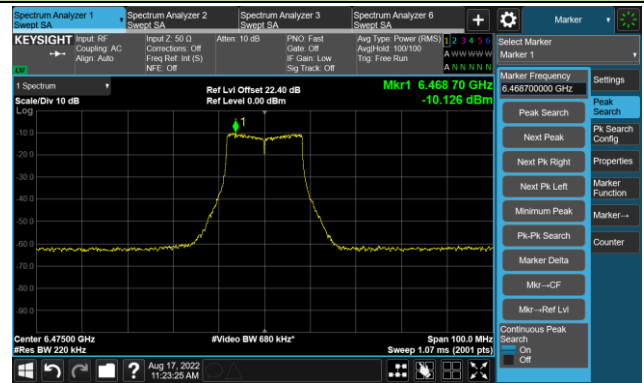 Spectrum Analyzer 1
Swept SA
Spectrum Analyzer 2
Swept SA
Spectrum Analyzer 3
Swept SA
Spectrum Analyzer 6
Swept SA
+
Marker
KEYSIGHT
Input: RF
Coupling: AC
Align: Auto
Input Z: 50 Ω
Corrections: Off
Freq Ref: Int (S)
NFE: Off
Atten: 10 dB
PNO: Fast
Gate: Off
IF Gain: Low
Sig Track: Off
Avg Type: Power (RMS)
Avg|Hold: 100/100
Trig: Free Run
1 2 3 4 5 6
A W W W W W
A N N N N N
LXI
Select Marker
Marker 1
1 Spectrum
Scale/Div 10 dB
Log
Ref Lvl Offset 22.40 dB
Ref Level 0.00 dBm
Mkr1 6.468 70 GHz
-10.126 dBm
1
-10.0
-20.0
-30.0
-40.0
-50.0
-60.0
-70.0
-80.0
-90.0
Center 6.47500 GHz
#Res BW 220 kHz
#Video BW 680 kHz*
Span 100.0 MHz
Sweep 1.07 ms (2001 pts)
Marker Frequency
6.468700000 GHz
Peak Search
Next Peak
Next Pk Right
Next Pk Left
Minimum Peak
Pk-Pk Search
Marker Delta
Mkr→CF
Mkr→Ref Lvl
Continuous Peak
Search
On
Off
Settings
Peak
Search
Pk Search
Config
Properties
Marker
Function
Marker→
Counter
?
Aug 17, 2022
11:23:25 AM